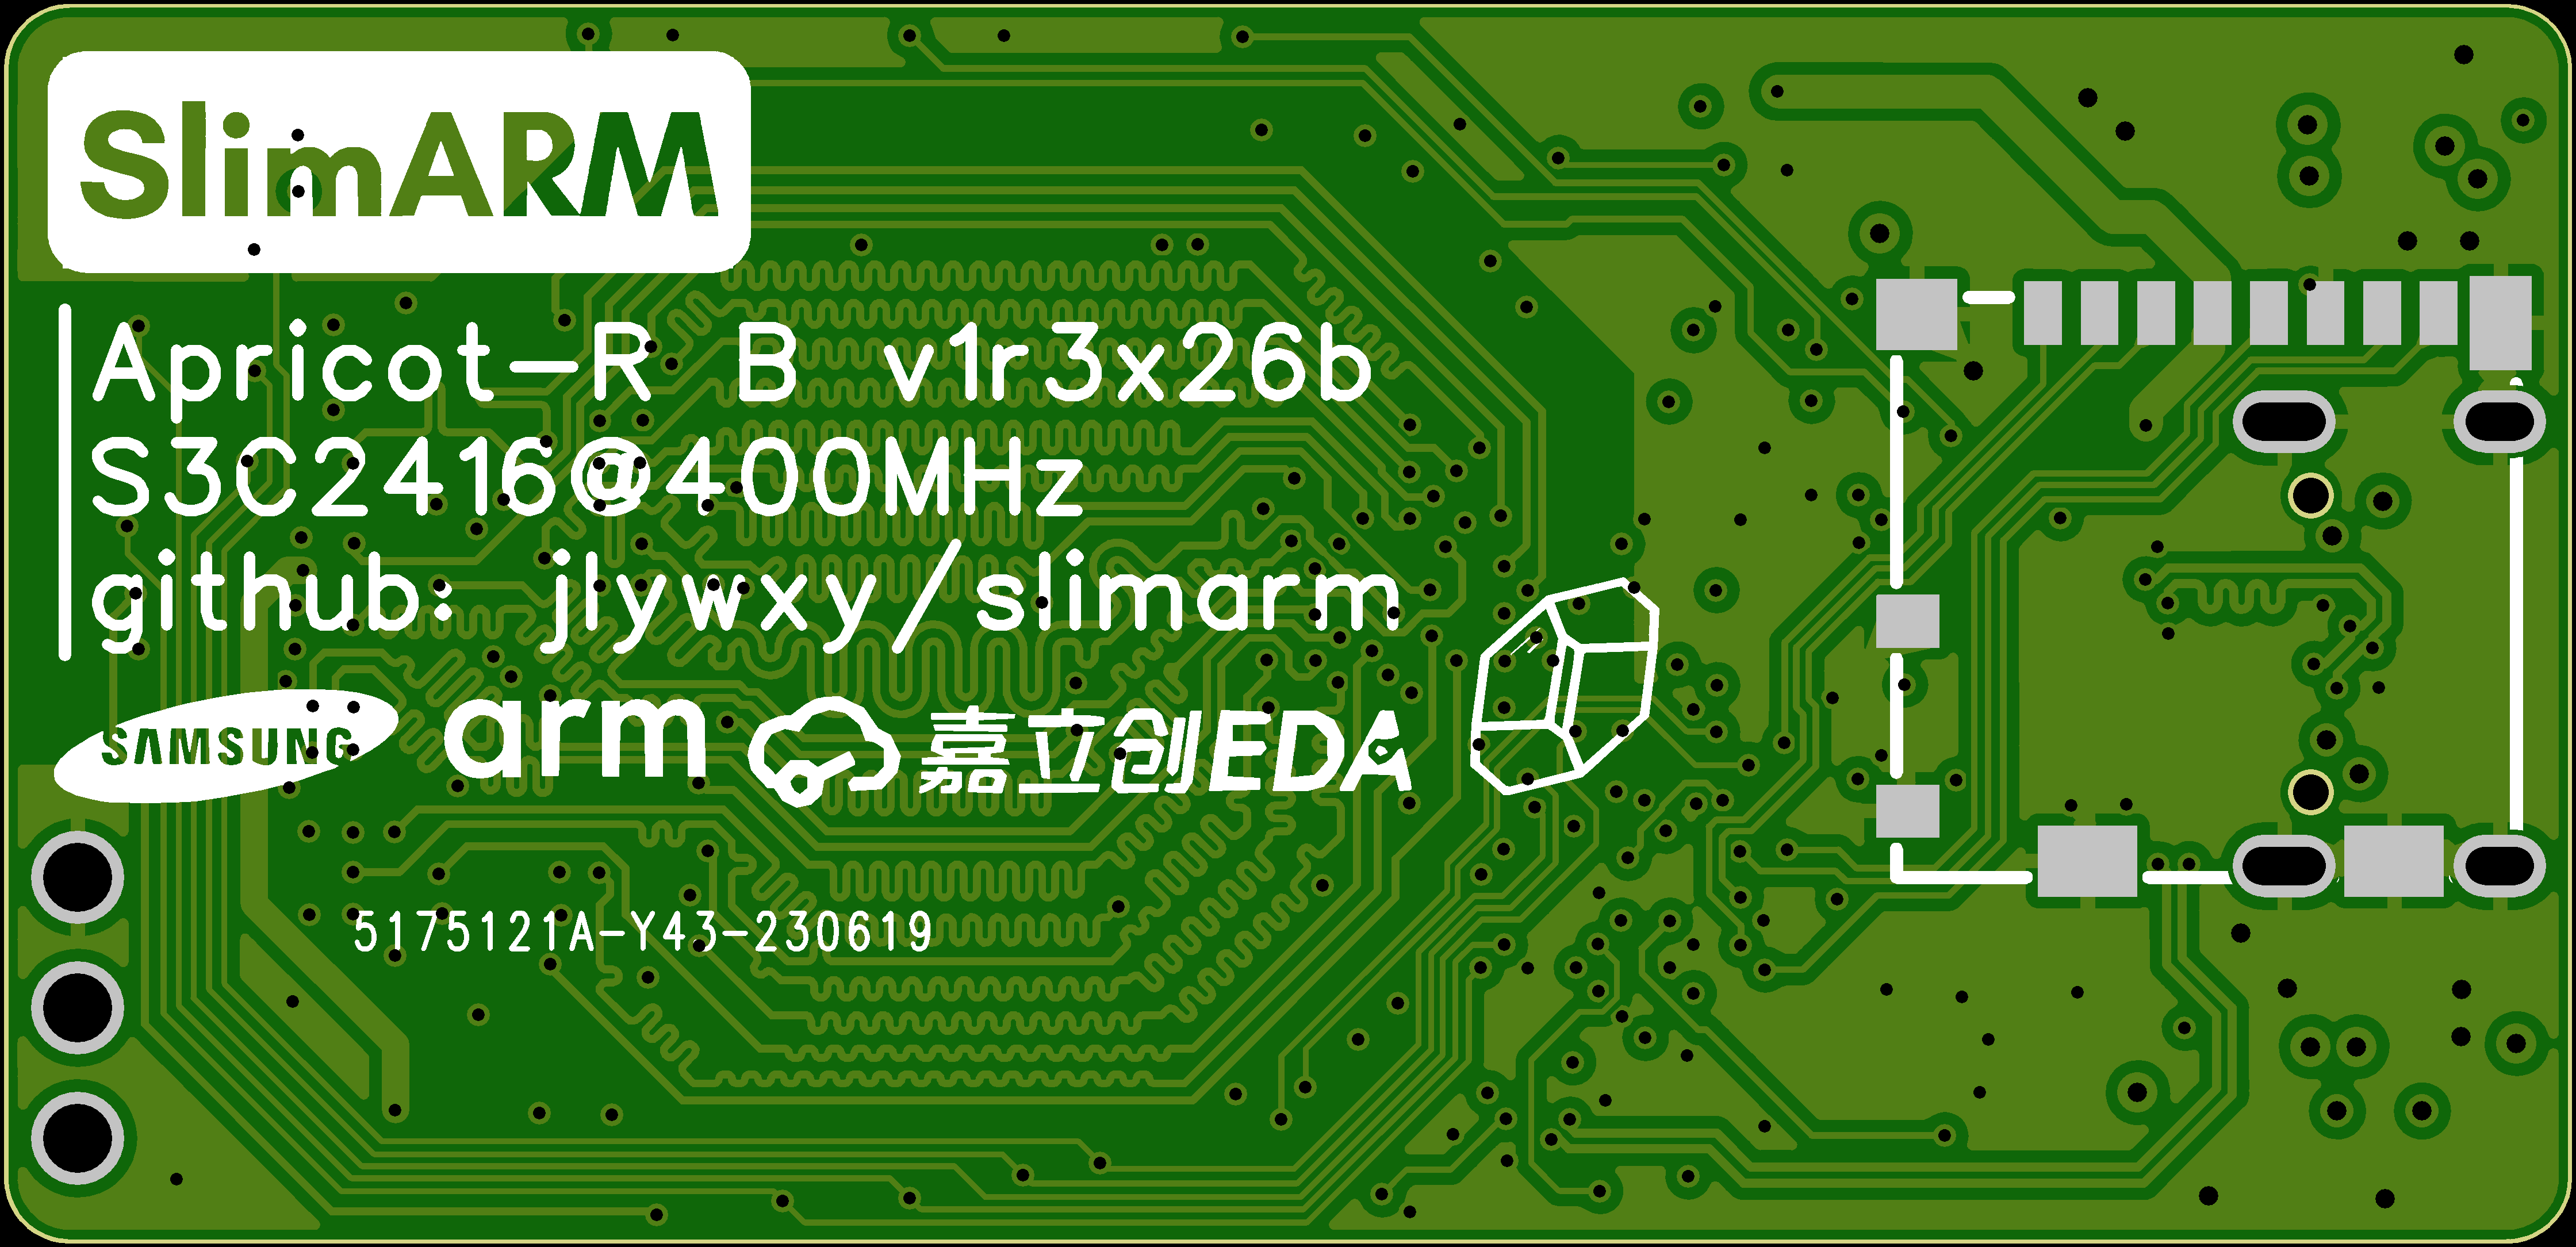 SlimARM
Apricot-R B v1r3x26b
S3C2416@400MHz
github: jlywxy/slimarm
SAMSUNG arm 嘉立创EDA
5175121A-Y43-230619